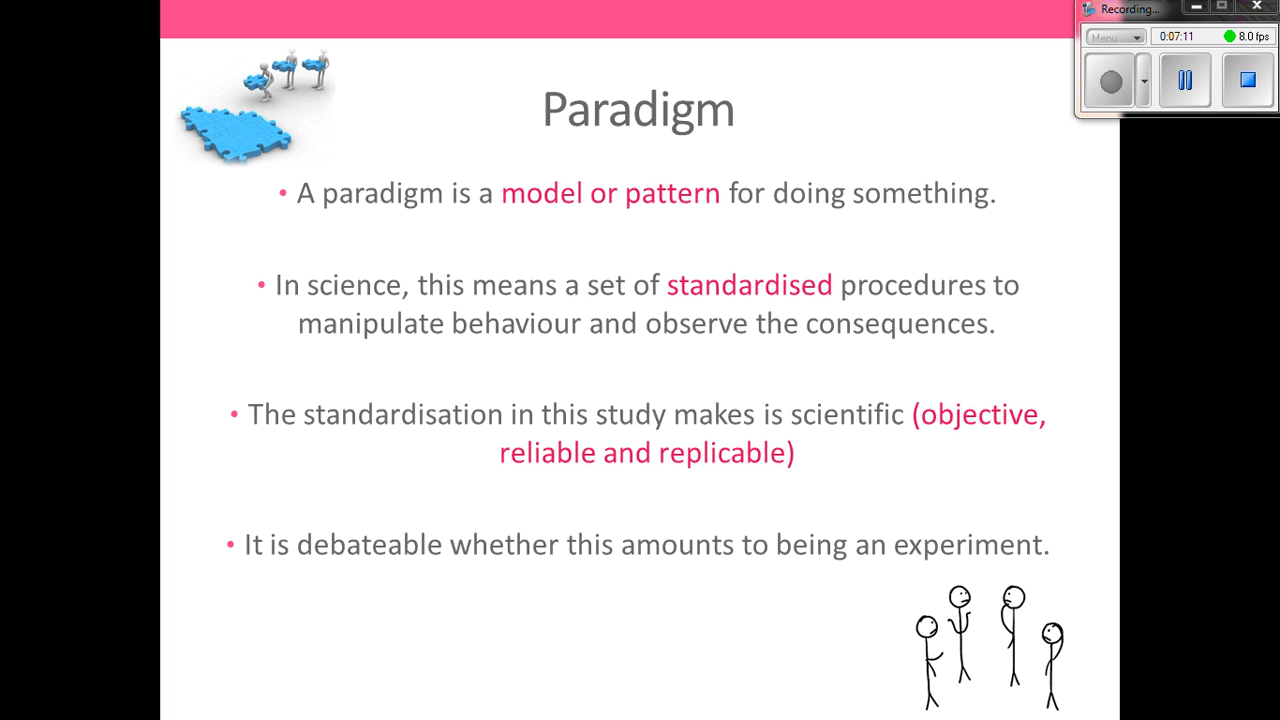 Recording...
Menu
0:07:11
8.0 fps
Paradigm
• A paradigm is a model or pattern for doing something.
• In science, this means a set of standardised procedures to
manipulate behaviour and observe the consequences.
• The standardisation in this study makes is scientific (objective,
reliable and replicable)
• It is debateable whether this amounts to being an experiment.